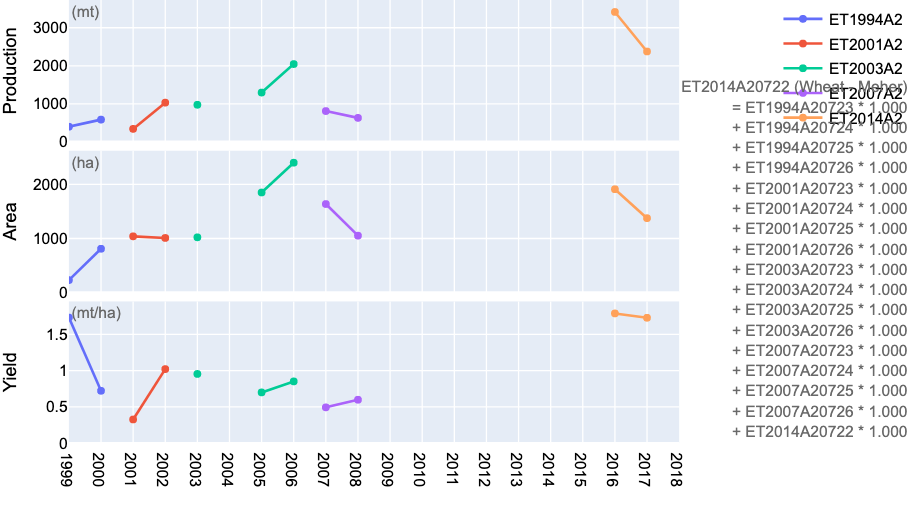 (mt)
Production
3000
2000
1000
0
(ha)
Area
2000
1000
0
(mt/ha)
Yield
1.5
1
0.5
0
1999
2000
2001
2002
2003
2004
2005
2006
2007
2008
2009
2010
2011
2012
2013
2014
2015
2016
2017
2018
ET1994A2
ET2001A2
ET2003A2
ET2007A2
ET2014A2
ET2014A20722 (Wheat - Meher)
= ET1994A20723 * 1.000
+ ET1994A20724 * 1.000
+ ET1994A20725 * 1.000
+ ET1994A20726 * 1.000
+ ET2001A20723 * 1.000
+ ET2001A20724 * 1.000
+ ET2001A20725 * 1.000
+ ET2001A20726 * 1.000
+ ET2003A20723 * 1.000
+ ET2003A20724 * 1.000
+ ET2003A20725 * 1.000
+ ET2003A20726 * 1.000
+ ET2007A20723 * 1.000
+ ET2007A20724 * 1.000
+ ET2007A20725 * 1.000
+ ET2007A20726 * 1.000
+ ET2014A20722 * 1.000